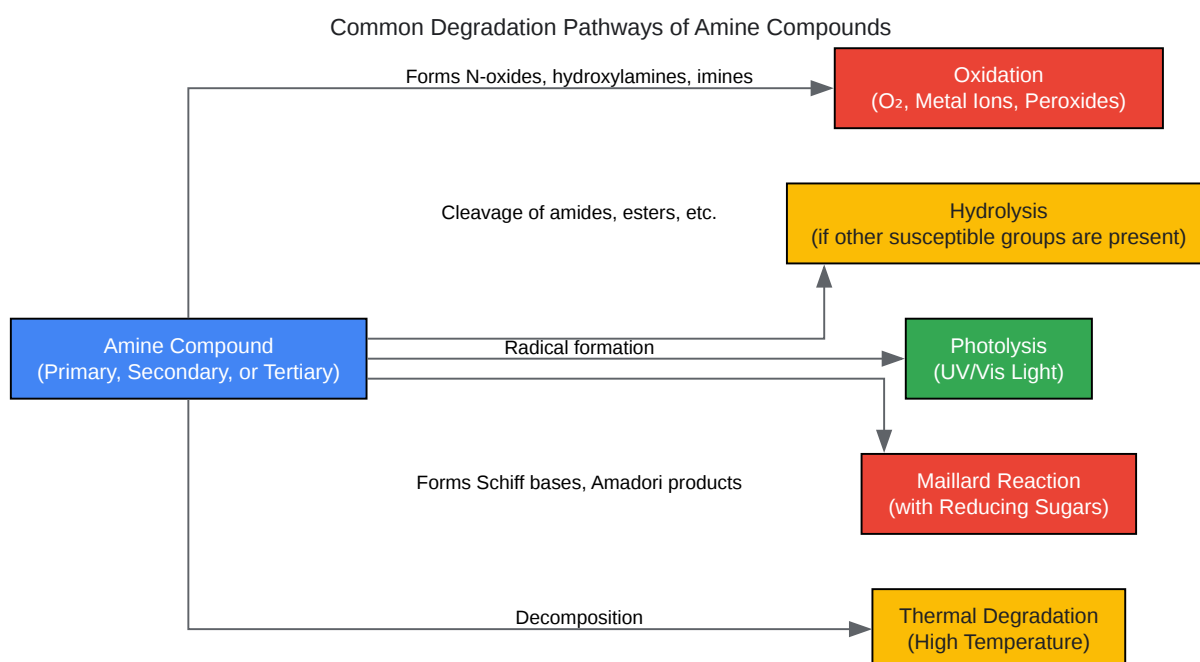 Common Degradation Pathways of Amine Compounds
Forms N-oxides, hydroxylamines, imines
Oxidation
(O₂, Metal Ions, Peroxides)
Cleavage of amides, esters, etc.
Hydrolysis
(if other susceptible groups are present)
Amine Compound
(Primary, Secondary, or Tertiary)
Radical formation
Photolysis
(UV/Vis Light)
Forms Schiff bases, Amadori products
Maillard Reaction
(with Reducing Sugars)
Decomposition
Thermal Degradation
(High Temperature)